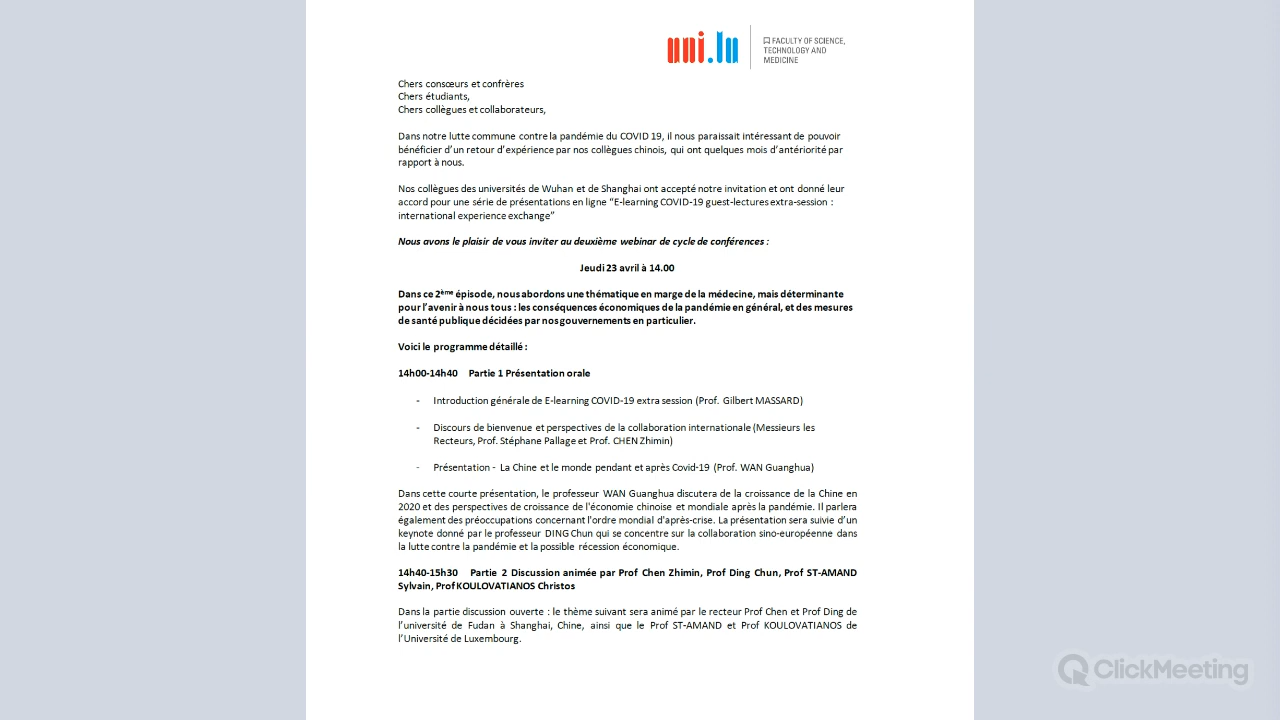 uni.lu
FACULTY OF SCIENCE,
TECHNOLOGY AND
MEDICINE
Chers consœurs et confrères
Chers étudiants,
Chers collègues et collaborateurs,
Dans notre lutte commune contre la pandémie du COVID 19, il nous paraissait intéressant de pouvoir
bénéficier d’un retour d’expérience par nos collègues chinois, qui ont quelques mois d’antériorité par
rapport à nous.
Nos collègues des universités de Wuhan et de Shanghai ont accepté notre invitation et ont donné leur
accord pour une série de présentations en ligne “E-learning COVID-19 guest-lectures extra-session :
international experience exchange”
Nous avons le plaisir de vous inviter au deuxième webinar de cycle de conférences :
Jeudi 23 avril à 14.00
Dans ce 2ème épisode, nous abordons une thématique en marge de la médecine, mais déterminante
pour l’avenir à nous tous : les conséquences économiques de la pandémie en général, et des mesures
de santé publique décidées par nos gouvernements en particulier.
Voici le programme détaillé :
14h00-14h40 Partie 1 Présentation orale
- Introduction générale de E-learning COVID-19 extra session (Prof. Gilbert MASSARD)
- Discours de bienvenue et perspectives de la collaboration internationale (Messieurs les
Recteurs, Prof. Stéphane Pallage et Prof. CHEN Zhimin)
- Présentation - La Chine et le monde pendant et après Covid-19 (Prof. WAN Guanghua)
Dans cette courte présentation, le professeur WAN Guanghua discutera de la croissance de la Chine en
2020 et des perspectives de croissance de l'économie chinoise et mondiale après la pandémie. Il parlera
également des préoccupations concernant l'ordre mondial d'après-crise. La présentation sera suivie d’un
keynote donné par le professeur DING Chun qui se concentre sur la collaboration sino-européenne dans
la lutte contre la pandémie et la possible récession économique.
14h40-15h30 Partie 2 Discussion animée par Prof Chen Zhimin, Prof Ding Chun, Prof ST-AMAND
Sylvain, Prof KOULOVATIANOS Christos
Dans la partie discussion ouverte : le thème suivant sera animé par le recteur Prof Chen et Prof Ding de
l’université de Fudan à Shanghai, Chine, ainsi que le Prof ST-AMAND et Prof KOULOVATIANOS de
l’Université de Luxembourg.
ClickMeeting